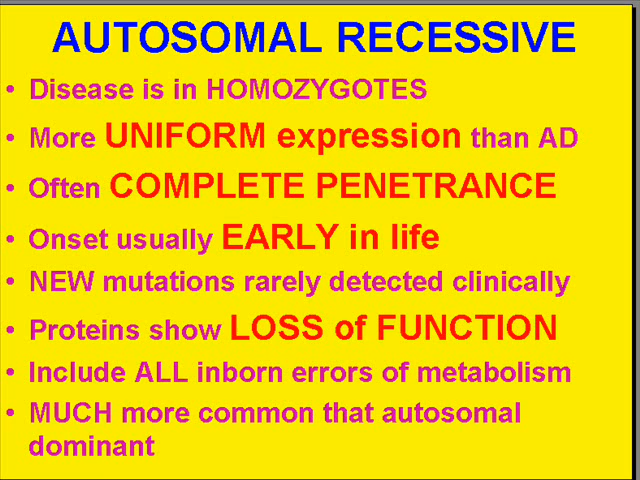 AUTOSOMAL RECESSIVE
• Disease is in HOMOZYGOTES
• More UNIFORM expression than AD
• Often COMPLETE PENETRANCE
• Onset usually EARLY in life
• NEW mutations rarely detected clinically
• Proteins show LOSS of FUNCTION
• Include ALL inborn errors of metabolism
• MUCH more common that autosomal
dominant